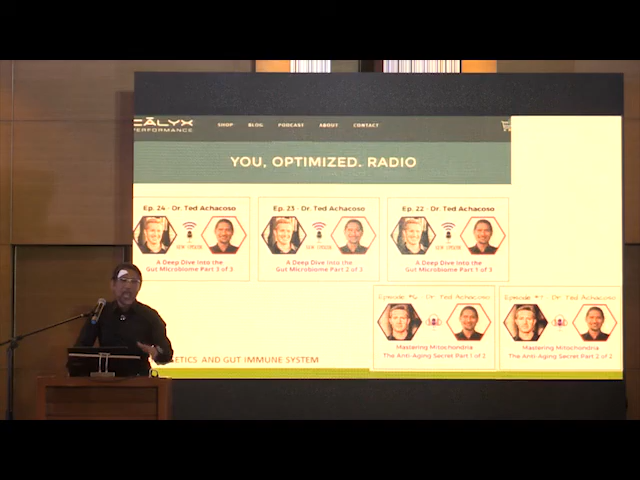 CĀLYX
PERFORMANCE
SHOP BLOG PODCAST ABOUT CONTACT
YOU, OPTIMIZED. RADIO
Ep. 24 - Dr. Ted Achacoso
A Deep Dive Into the
Gut Microbiome Part 3 of 3
Ep. 23 - Dr. Ted Achacoso
A Deep Dive Into the
Gut Microbiome Part 2 of 3
Ep. 22 - Dr. Ted Achacoso
A Deep Dive Into the
Gut Microbiome Part 1 of 3
Dr. Ted Achacoso
Mastering Mitochondria
The Anti-Aging Secret Part 1 of 2
Dr. Ted Achacoso
Mastering Mitochondria
The Anti-Aging Secret Part 2 of 2
AND GUT IMMUNE SYSTEM